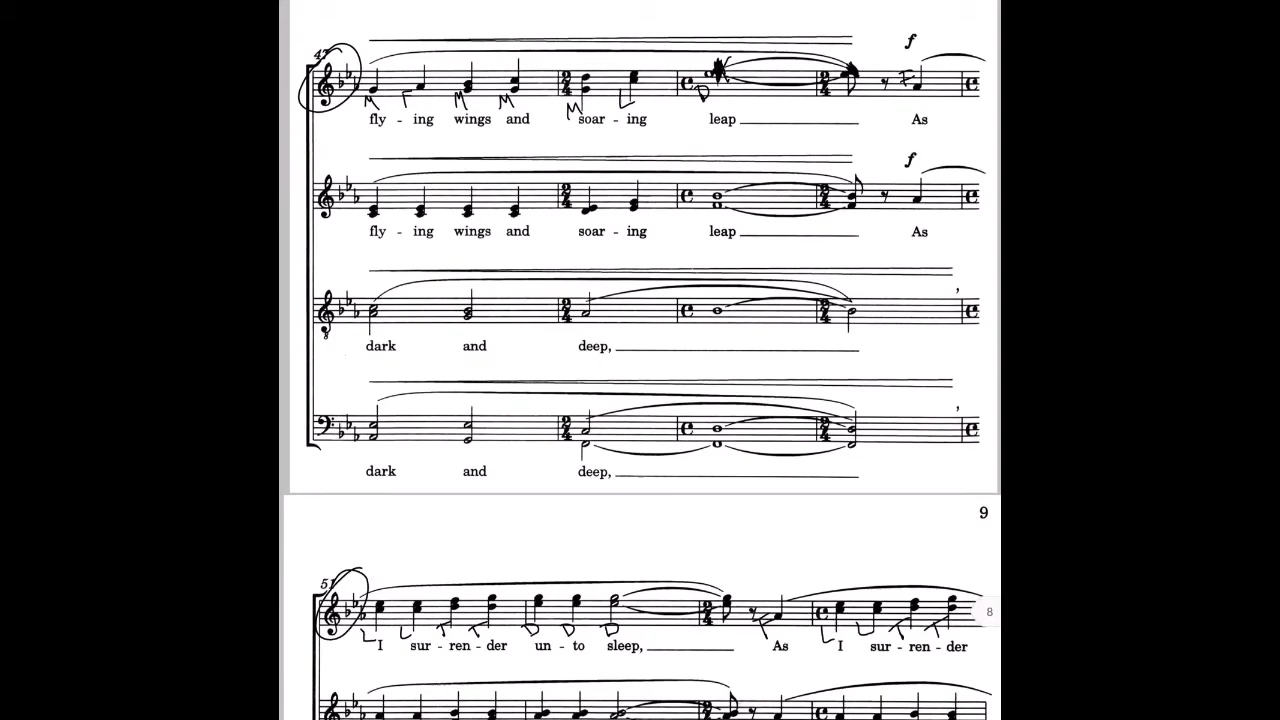 47
f
M F M M M L D F
fly - ing wings and soar - ing leap As
f
fly - ing wings and soar - ing leap As
dark and deep,
dark and deep,
9
51
8
L L T T D D D F L L T T
I sur - ren - der un - to sleep, As I sur - ren - der